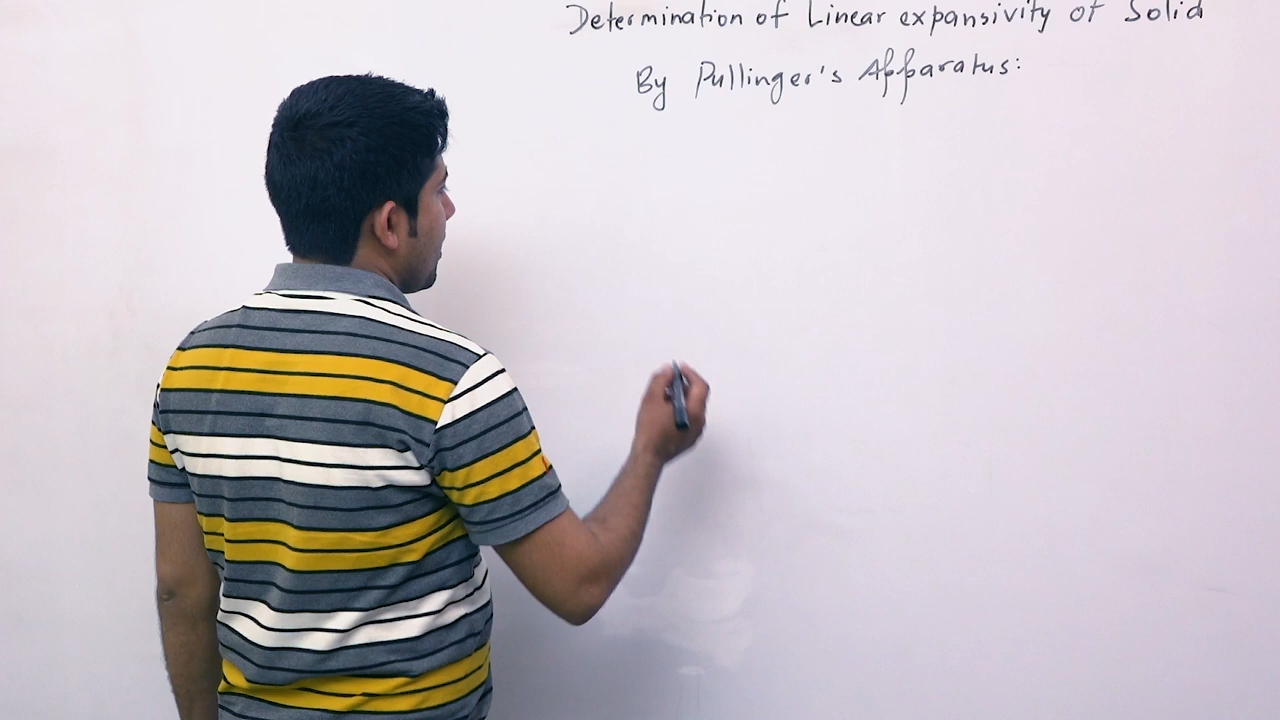 Determination of Linear expansivity of Solid
By Pullinger's Apparatus: